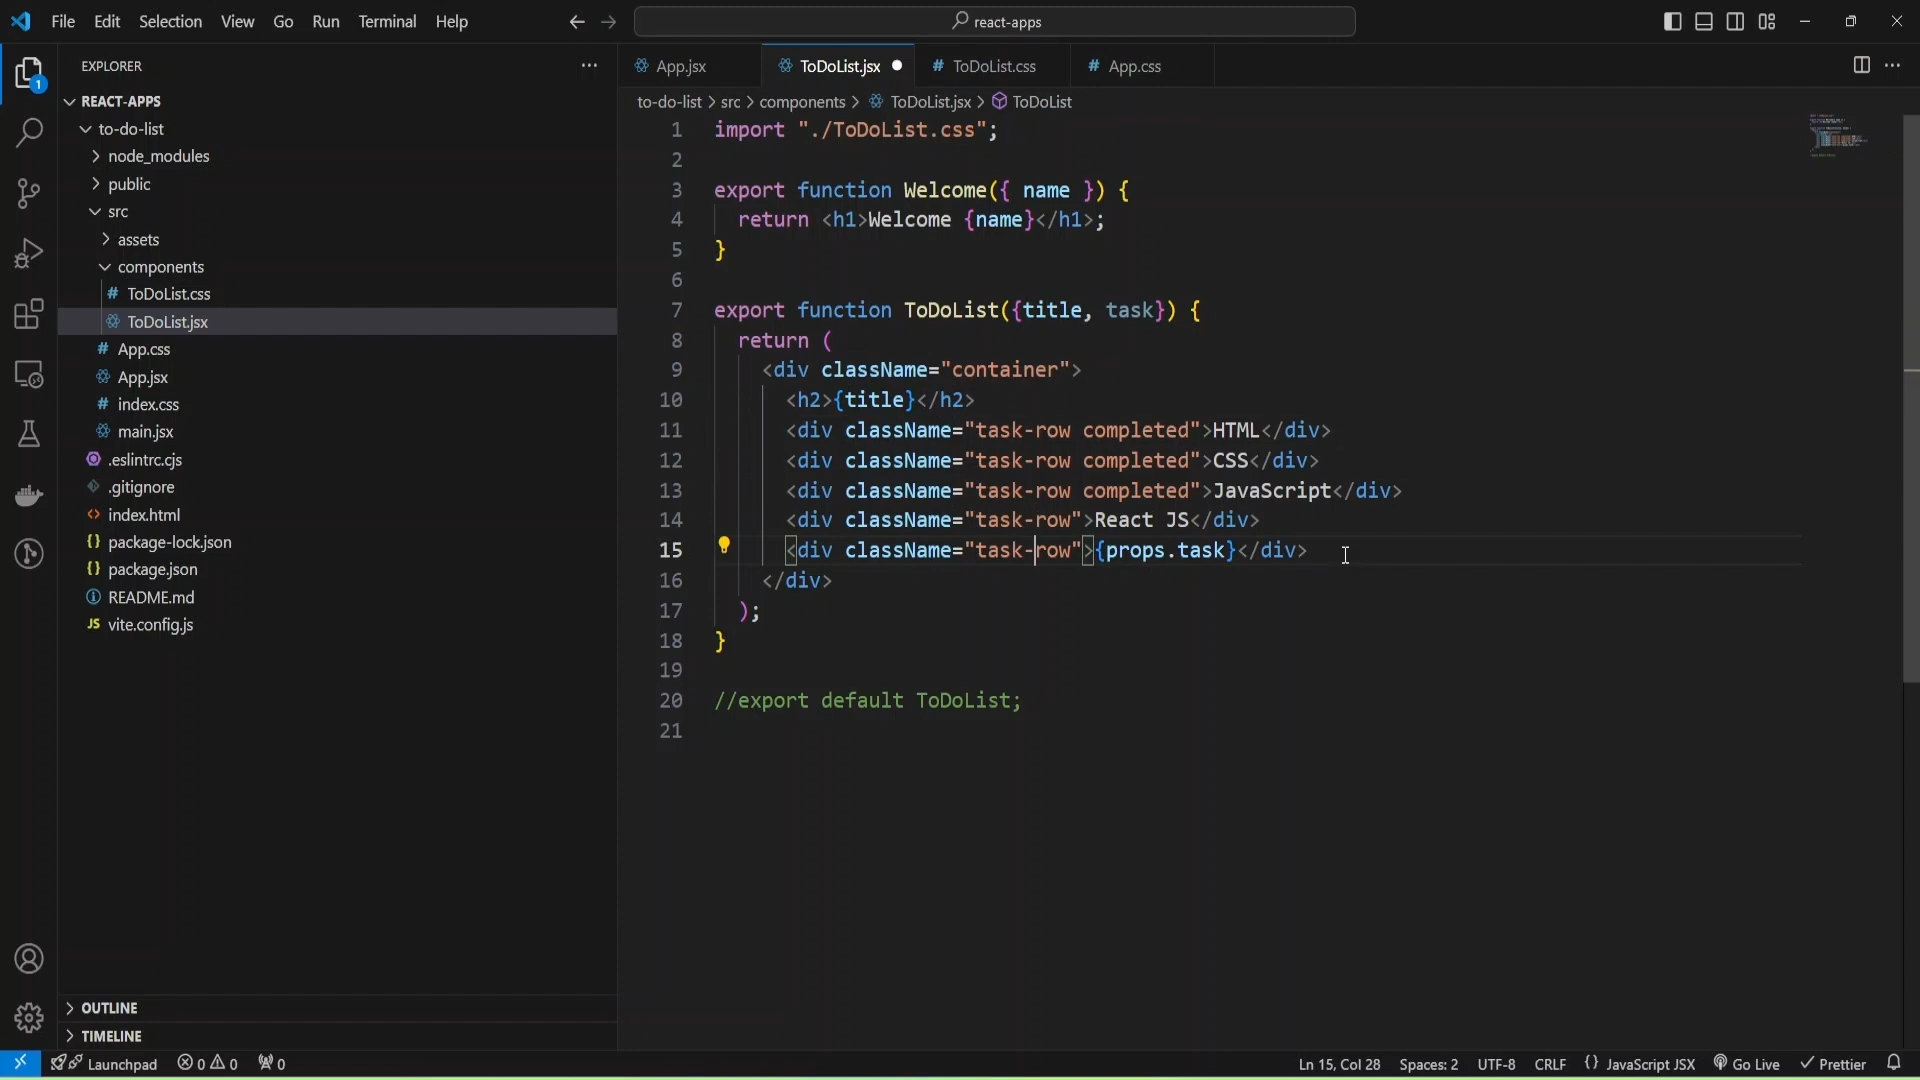 File Edit Selection View Go Run Terminal Help
react-apps
EXPLORER
1
REACT-APPS
to-do-list
node_modules
public
src
assets
components
# ToDoList.css
ToDoList.jsx
# App.css
App.jsx
# index.css
main.jsx
.eslintrc.cjs
.gitignore
<> index.html
{} package-lock.json
{} package.json
README.md
JS vite.config.js
OUTLINE
TIMELINE
App.jsx ToDoList.jsx # ToDoList.css # App.css
to-do-list > src > components > ToDoList.jsx > ToDoList
1 import "./ToDoList.css";
2
3 export function Welcome({ name }) {
4 return <h1>Welcome {name}</h1>;
5 }
6
7 export function ToDoList({title, task}) {
8 return (
9 <div className="container">
10 <h2>{title}</h2>
11 <div className="task-row completed">HTML</div>
12 <div className="task-row completed">CSS</div>
13 <div className="task-row completed">JavaScript</div>
14 <div className="task-row">React JS</div>
15 <div className="task-row">{props.task}</div>
16 </div>
17 );
18 }
19
20 //export default ToDoList;
21
Launchpad 0 0 0 Ln 15, Col 28 Spaces: 2 UTF-8 CRLF {} JavaScript JSX Go Live Prettier